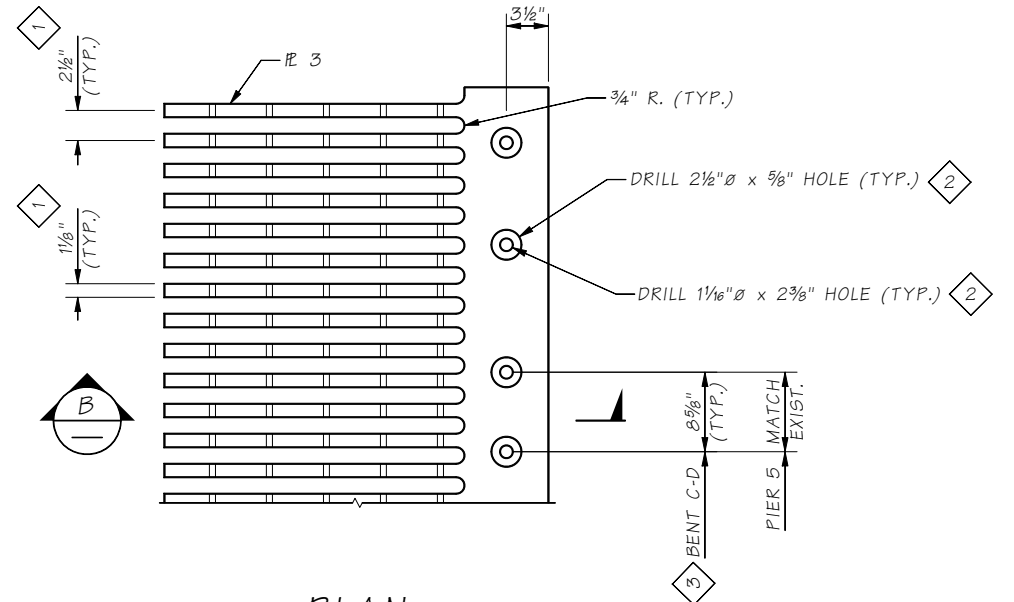 3½"
1
2½"
(TYP.)
PL 3
¾" R. (TYP.)
DRILL 2½"Ø x ⅝" HOLE (TYP.) 2
1
1⅛"
(TYP.)
DRILL 1 1/16"Ø x 2⅜" HOLE (TYP.) 2
B
8⅝"
(TYP.)
MATCH
EXIST.
BENT C-D
PIER 5
3